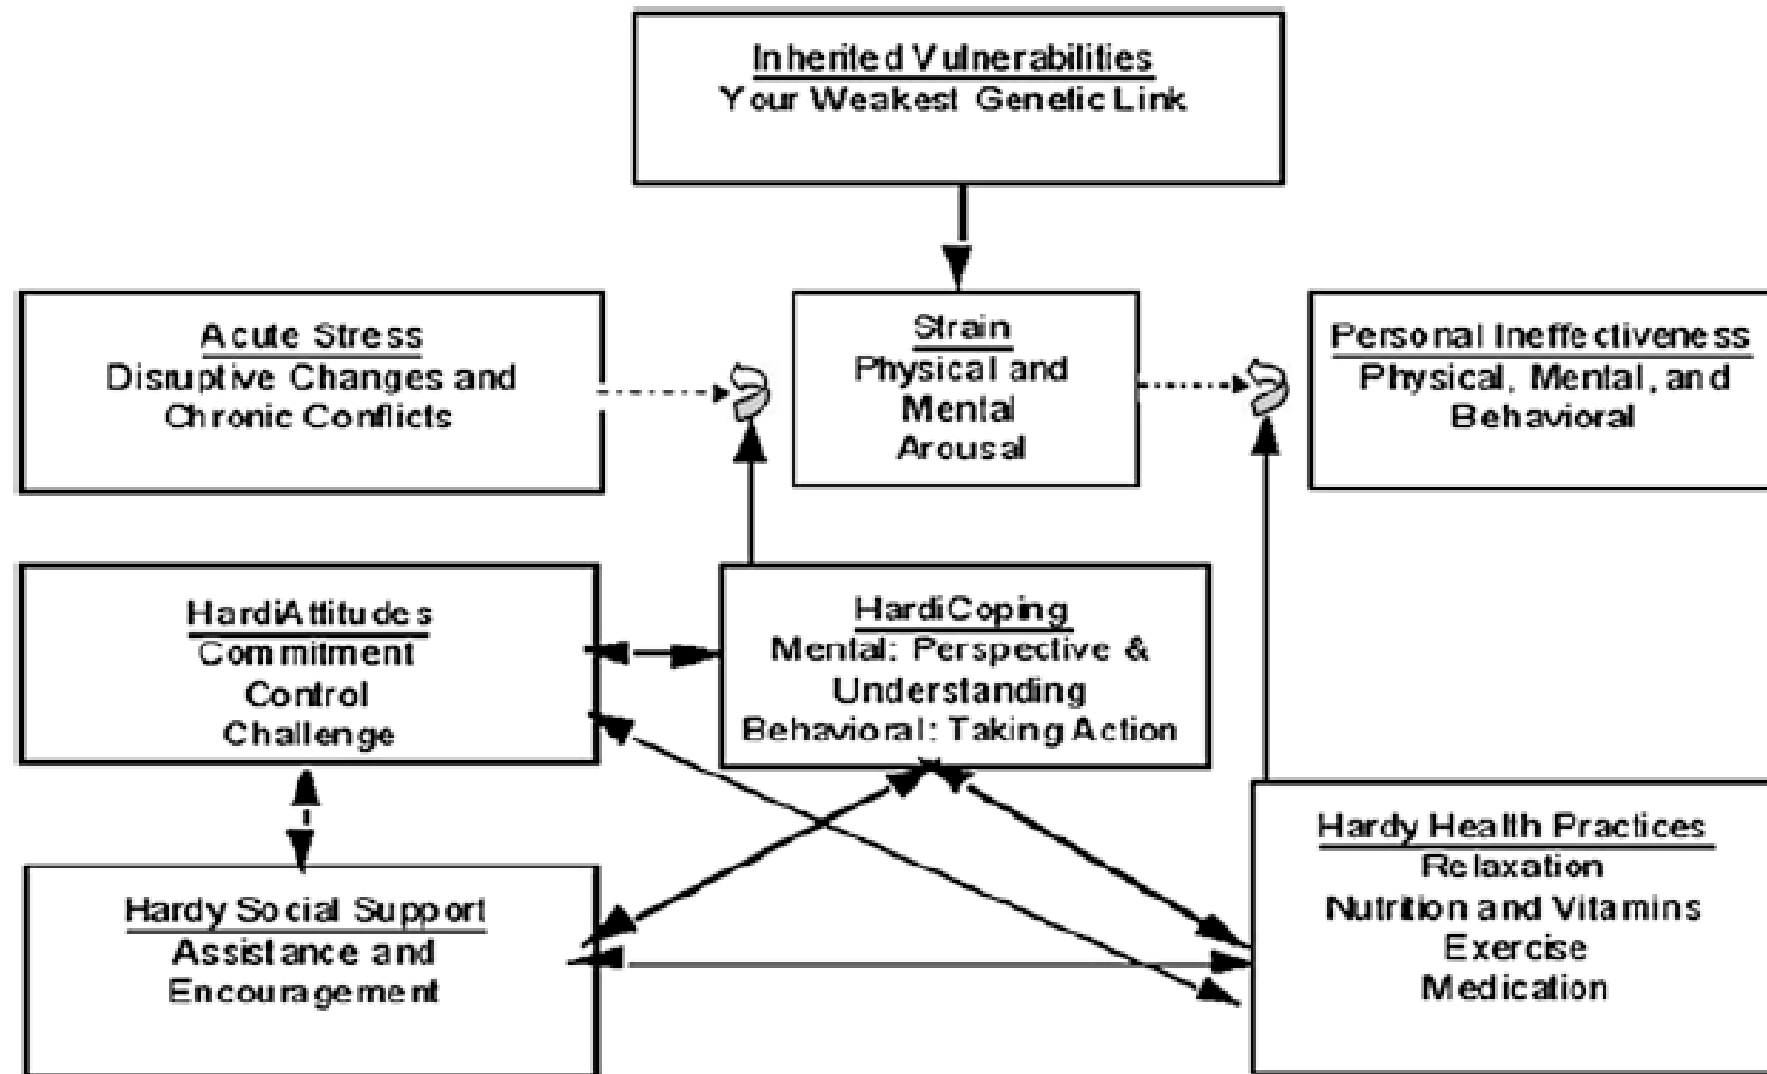 Inherited Vulnerabilities
Your Weakest Genetic Link
Acute Stress
Disruptive Changes and
Chronic Conflicts
Strain
Physical and
Mental
Arousal
Personal Ineffectiveness
Physical, Mental, and
Behavioral
HardiAttitudes
Commitment
Control
Challenge
HardiCoping
Mental: Perspective &
Understanding
Behavioral: Taking Action
Hardy Social Support
Assistance and
Encouragement
Hardy Health Practices
Relaxation
Nutrition and Vitamins
Exercise
Medication